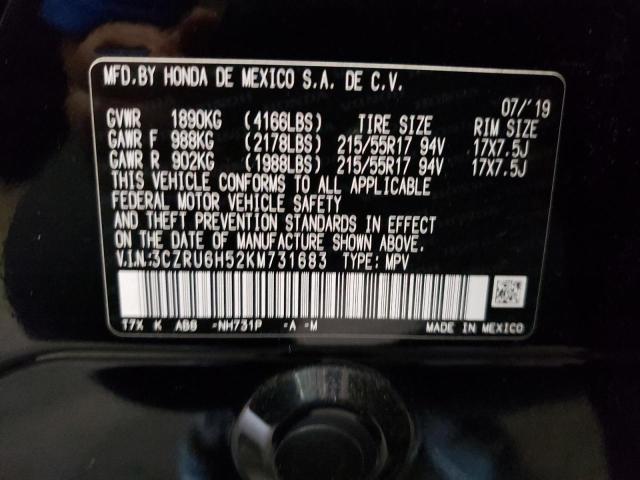 MFD.BY HONDA DE MEXICO S.A. DE C.V.
07/'19
GVWR 1890KG (4166LBS) TIRE SIZE RIM SIZE
GAWR F 988KG (2178LBS) 215/55R17 94V 17X7.5J
GAWR R 902KG (1988LBS) 215/55R17 94V 17X7.5J
THIS VEHICLE CONFORMS TO ALL APPLICABLE
FEDERAL MOTOR VEHICLE SAFETY
AND THEFT PREVENTION STANDARDS IN EFFECT
ON THE DATE OF MANUFACTURE SHOWN ABOVE.
V.I.N.:3CZRU6H52KM731683 TYPE: MPV
T7X K AB8 -NH731P -A -M MADE IN MEXICO